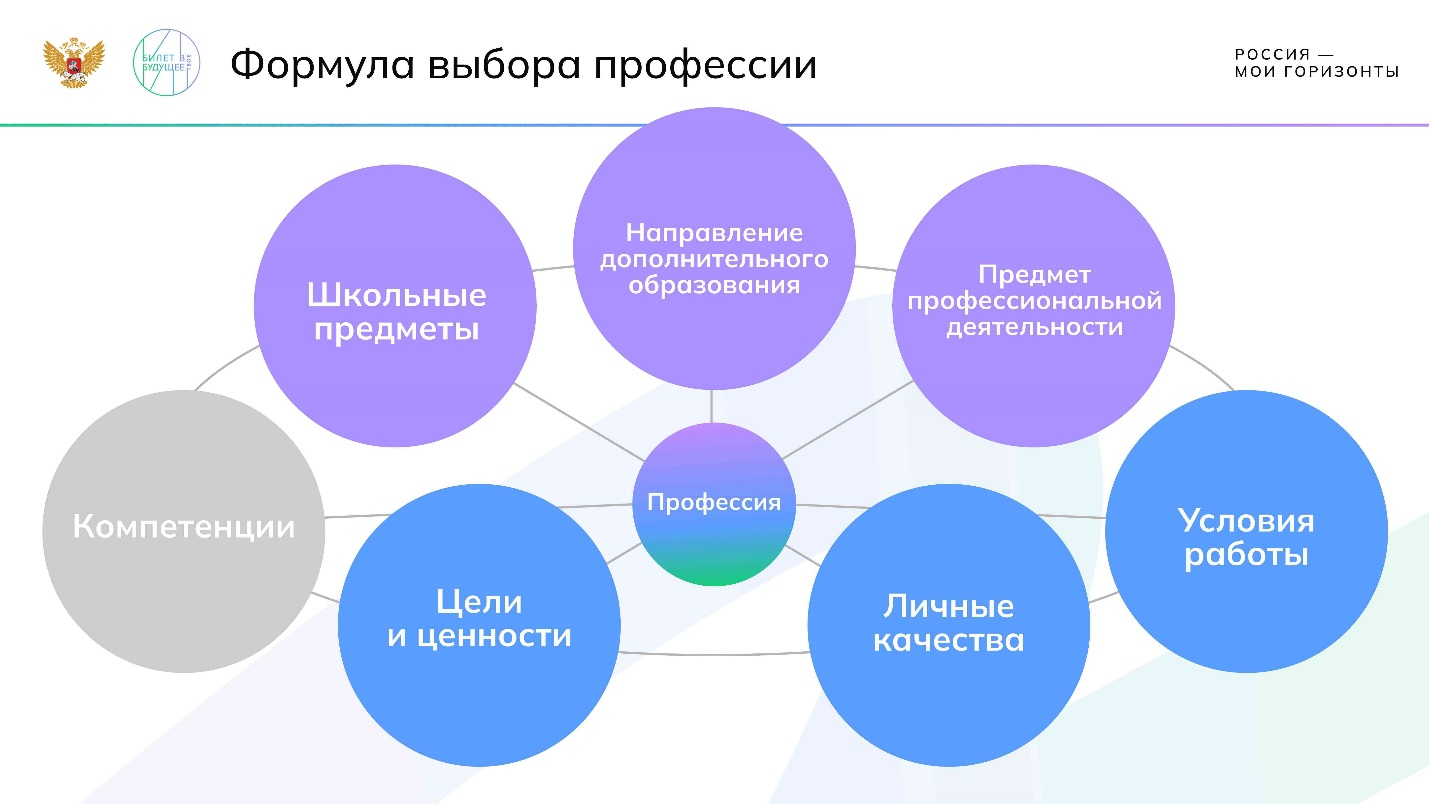 БИЛЕТ В
БУДУЩЕЕ
ТВОЕ
Формула выбора профессии
РОССИЯ —
МОИ ГОРИЗОНТЫ
Направление
дополнительного
образования
Школьные
предметы
Предмет
профессиональной
деятельности
Компетенции
Профессия
Условия
работы
Цели
и ценности
Личные
качества